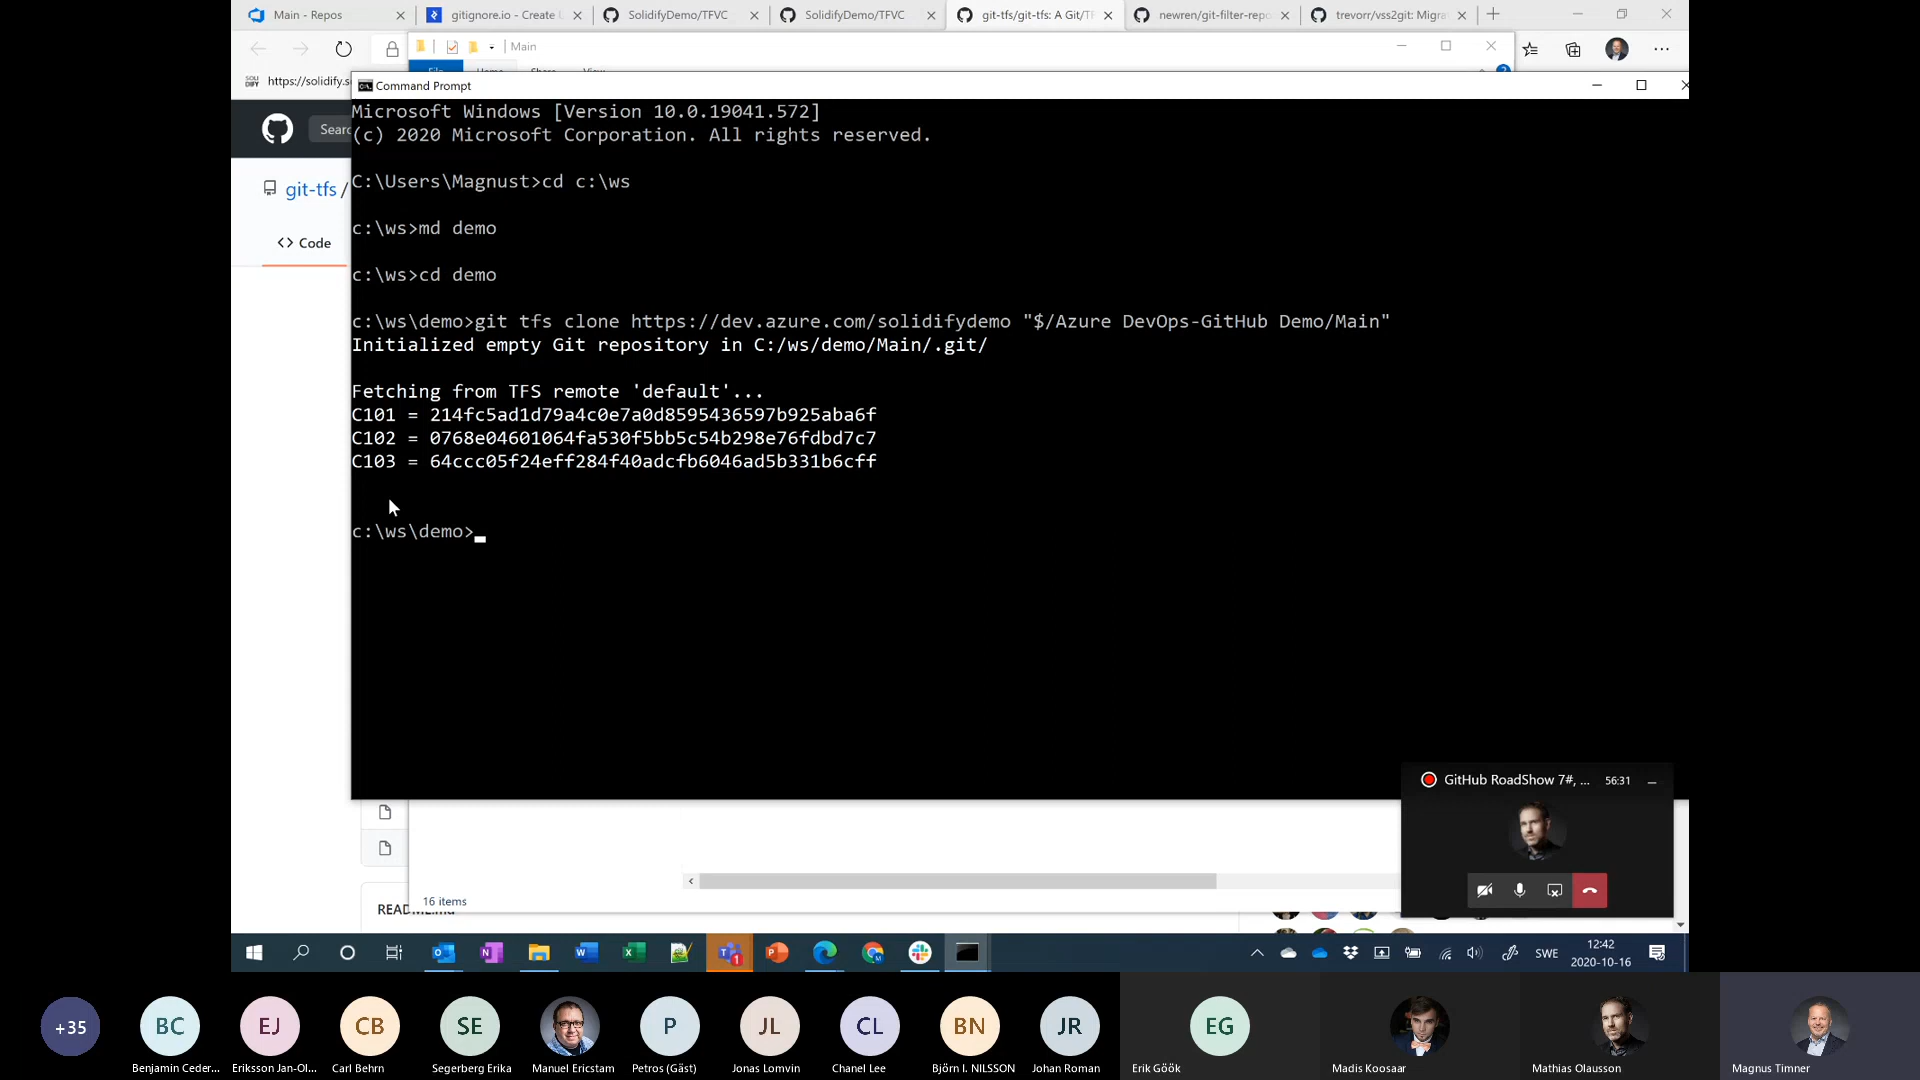 Main - Repos
gitignore.io - Create
SolidifyDemo/TFVC
SolidifyDemo/TFVC
git-tfs/git-tfs: A Git/T
newren/git-filter-repo
trevorr/vss2git: Migra
Main
SOLI
DIFY
https://solidify.s
Command Prompt
Microsoft Windows [Version 10.0.19041.572]
(c) 2020 Microsoft Corporation. All rights reserved.
Searc
C:\Users\Magnust>cd c:\ws
git-tfs /
c:\ws>md demo
<> Code
c:\ws>cd demo
c:\ws\demo>git tfs clone https://dev.azure.com/solidifydemo "$/Azure DevOps-GitHub Demo/Main"
Initialized empty Git repository in C:/ws/demo/Main/.git/
Fetching from TFS remote 'default'...
C101 = 214fc5ad1d79a4c0e7a0d8595436597b925aba6f
C102 = 0768e04601064fa530f5bb5c54b298e76fdbd7c7
C103 = 64ccc05f24eff284f40adcfb6046ad5b331b6cff
c:\ws\demo>
GitHub RoadShow 7#, ... 56:31
16 items
README.md
SWE
12:42
2020-10-16
+35
BC
EJ
CB
SE
P
JL
CL
BN
JR
EG
Benjamin Ceder...
Eriksson Jan-Ol...
Carl Behrn
Segerberg Erika
Manuel Ericstam
Petros (Gäst)
Jonas Lomvin
Chanel Lee
Björn I. NILSSON
Johan Roman
Erik Göök
Madis Koosaar
Mathias Olausson
Magnus Timner